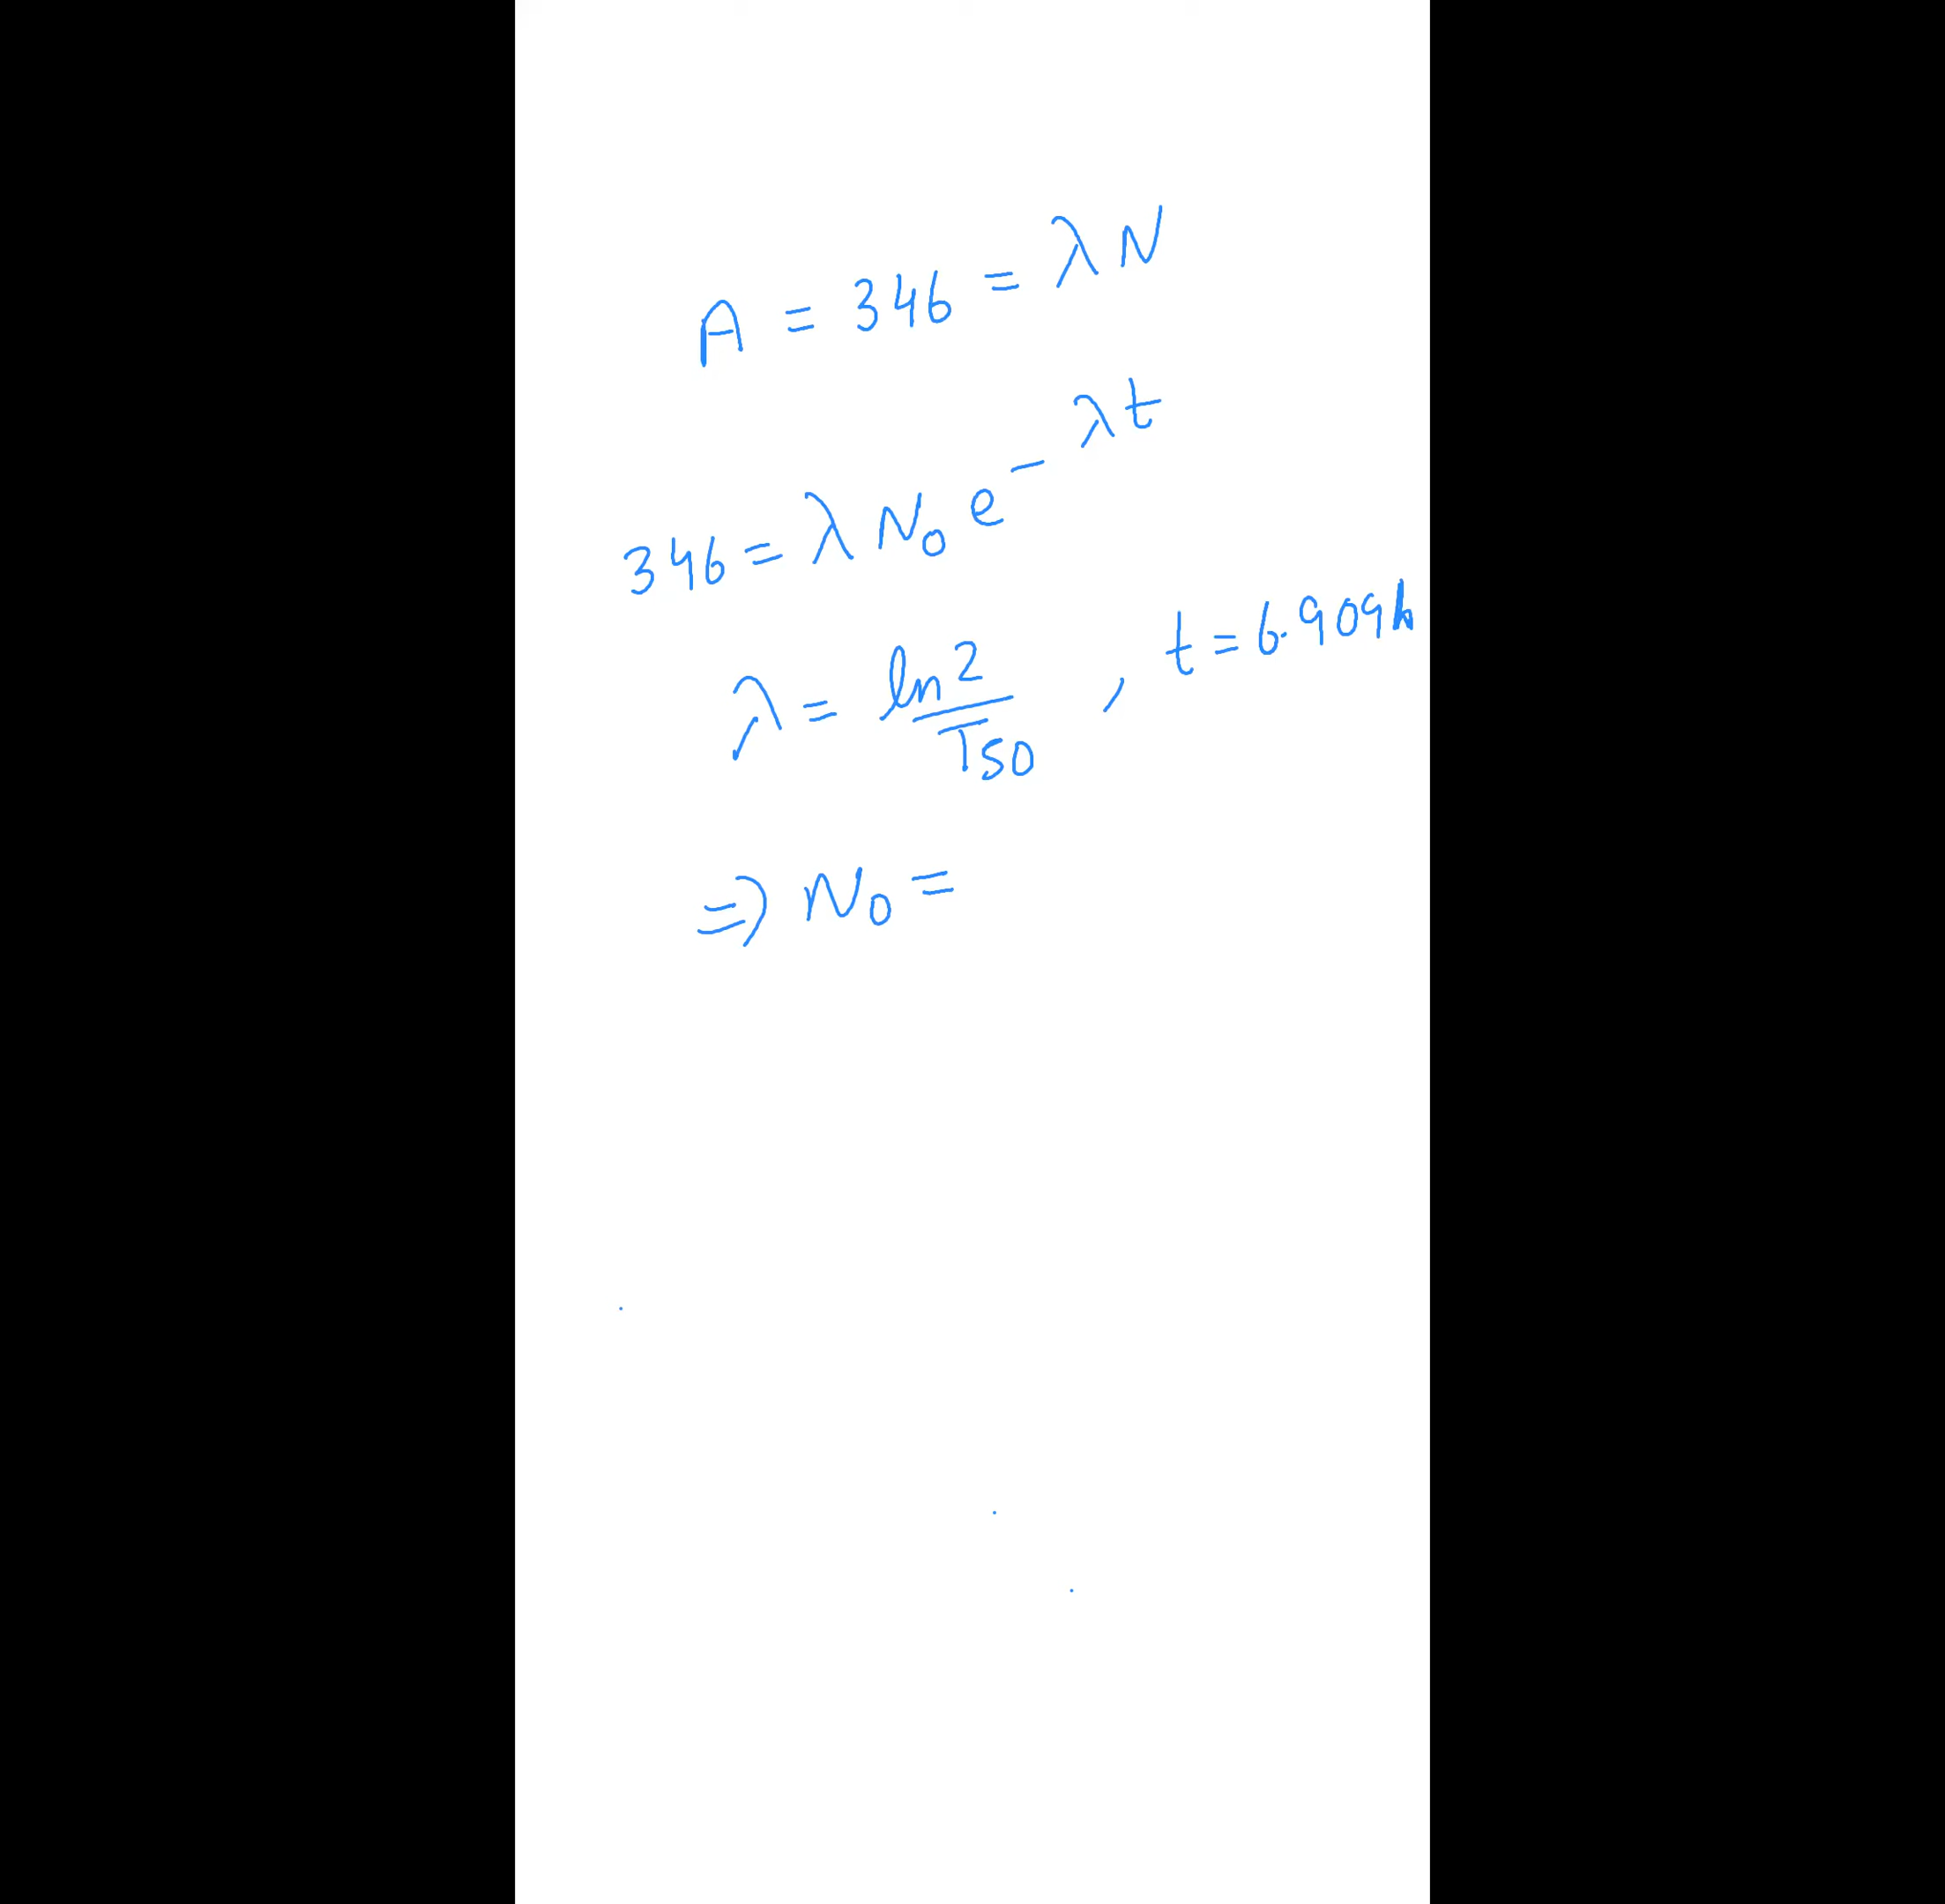 A = 346 = λN
346 = λN₀e^-λt
λ = ln2/T₅₀ , t = 6.909h
⇒ N₀ =